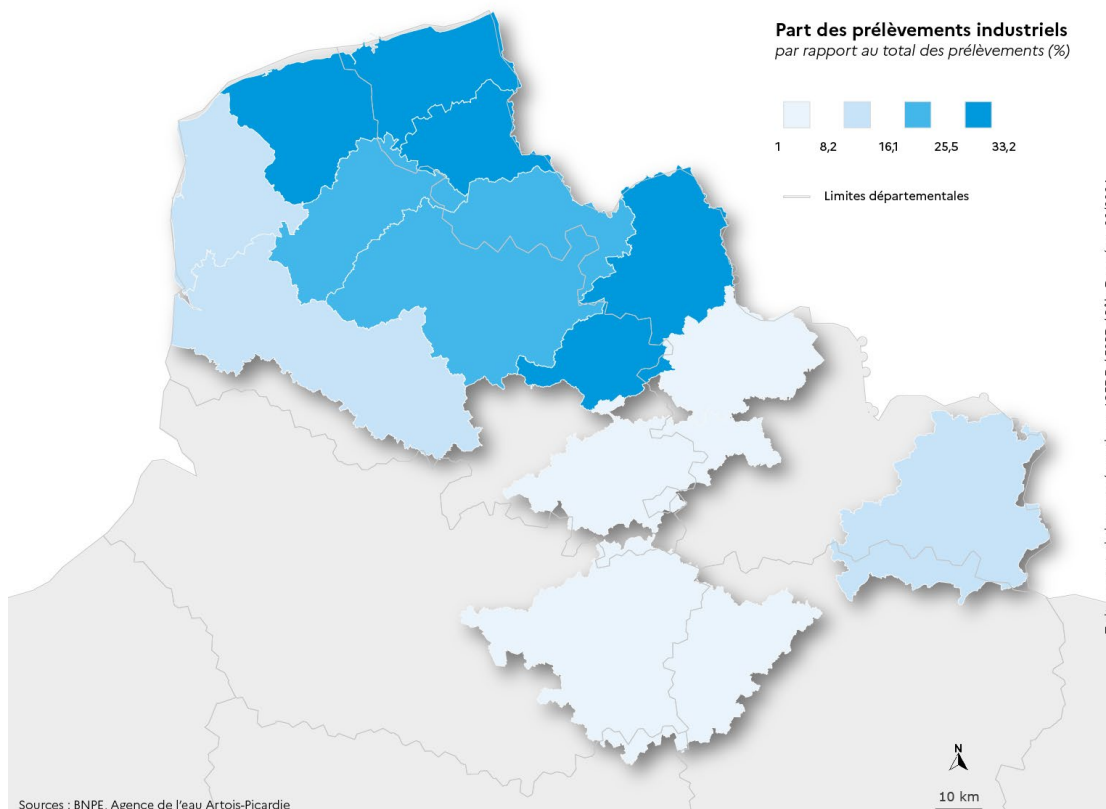 Part des prélèvements industriels
par rapport au total des prélèvements (%)
1 8,2 16,1 25,5 33,2
Limites départementales
N
10 km
Sources : BNPE, Agence de l'eau Artois-Picardie